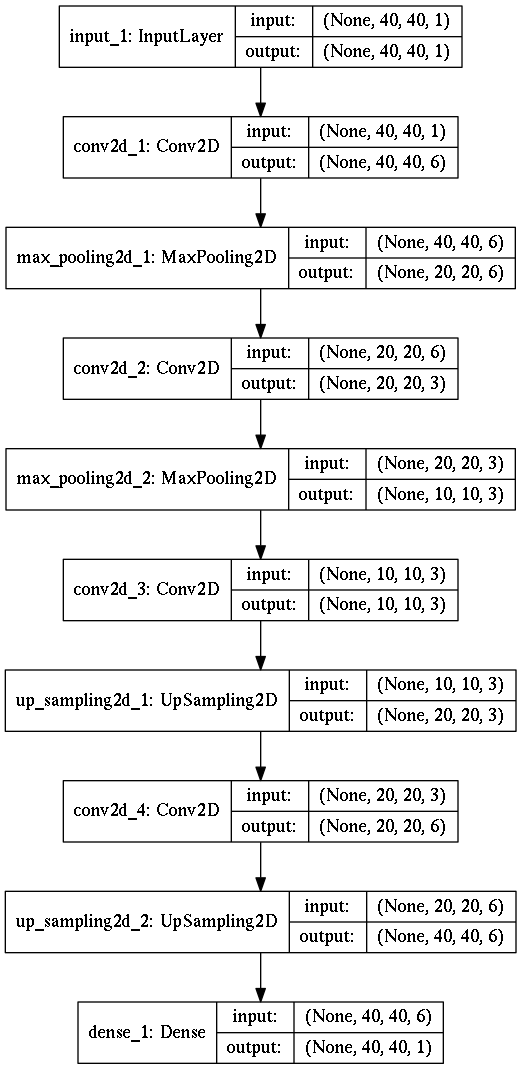 input_1: InputLayer
input: (None, 40, 40, 1)
output: (None, 40, 40, 1)
conv2d_1: Conv2D
input: (None, 40, 40, 1)
output: (None, 40, 40, 6)
max_pooling2d_1: MaxPooling2D
input: (None, 40, 40, 6)
output: (None, 20, 20, 6)
conv2d_2: Conv2D
input: (None, 20, 20, 6)
output: (None, 20, 20, 3)
max_pooling2d_2: MaxPooling2D
input: (None, 20, 20, 3)
output: (None, 10, 10, 3)
conv2d_3: Conv2D
input: (None, 10, 10, 3)
output: (None, 10, 10, 3)
up_sampling2d_1: UpSampling2D
input: (None, 10, 10, 3)
output: (None, 20, 20, 3)
conv2d_4: Conv2D
input: (None, 20, 20, 3)
output: (None, 20, 20, 6)
up_sampling2d_2: UpSampling2D
input: (None, 20, 20, 6)
output: (None, 40, 40, 6)
dense_1: Dense
input: (None, 40, 40, 6)
output: (None, 40, 40, 1)